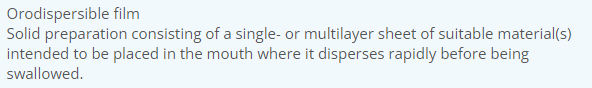 Orodispersible film
Solid preparation consisting of a single- or multilayer sheet of suitable material(s)
intended to be placed in the mouth where it disperses rapidly before being
swallowed.